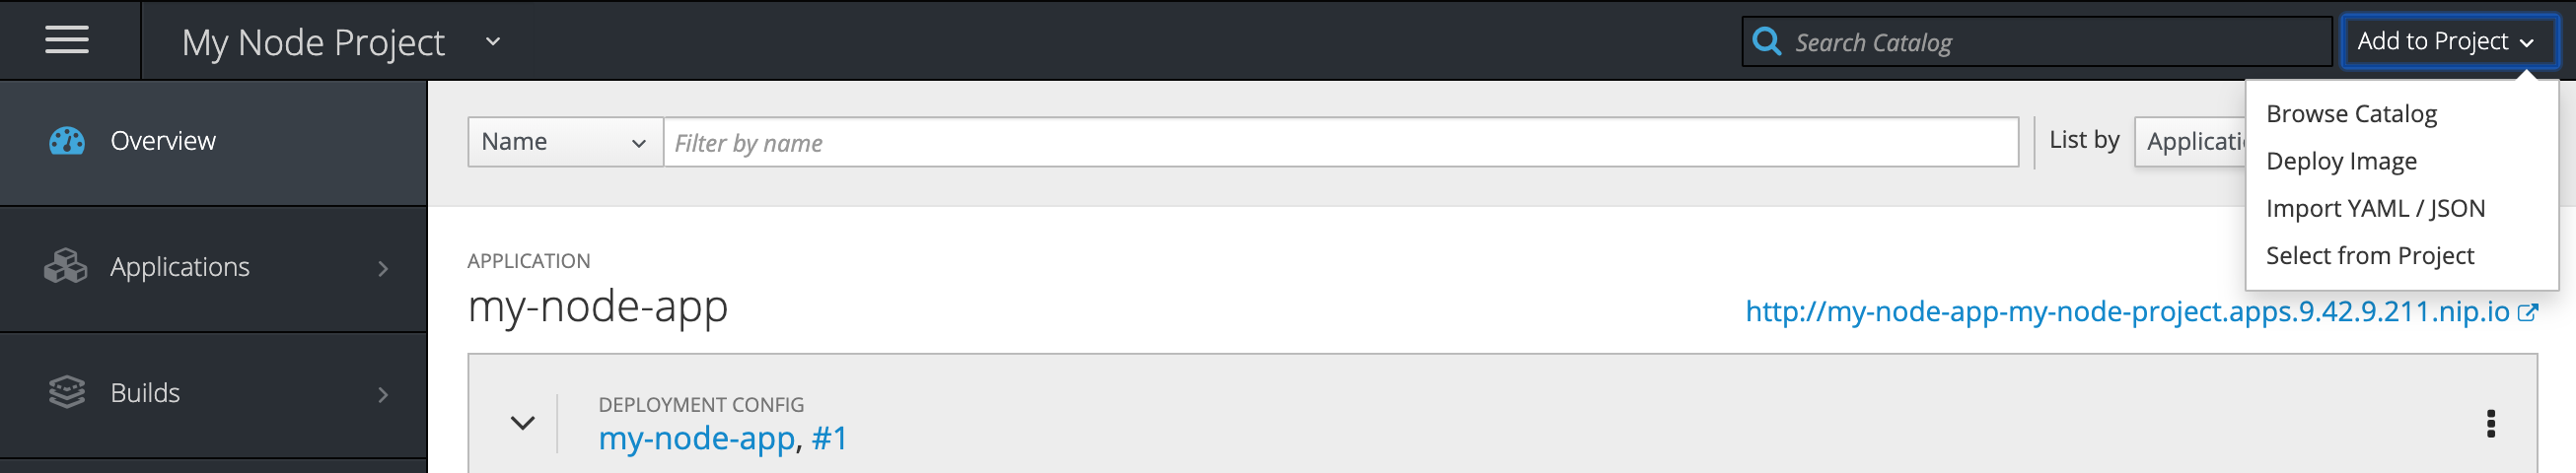 My Node Project
Search Catalog
Add to Project
Overview
Name
Filter by name
List by
Browse Catalog
Deploy Image
Import YAML / JSON
Select from Project
Applications
APPLICATION
my-node-app
http://my-node-app-my-node-project.apps.9.42.9.211.nip.io
Builds
DEPLOYMENT CONFIG
my-node-app, #1